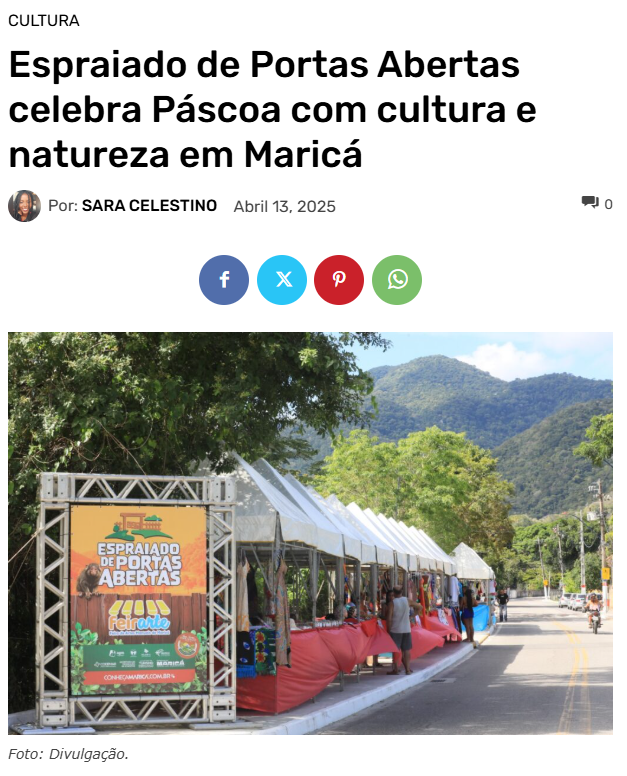 CULTURA
Espraiado de Portas Abertas
celebra Páscoa com cultura e
natureza em Maricá
Por: SARA CELESTINO Abril 13, 2025 0
ESPRAIADO
DE PORTAS
ABERTAS
feirarte
MARICÁ
CONHECAMARICA.COM.BR
Foto: Divulgação.